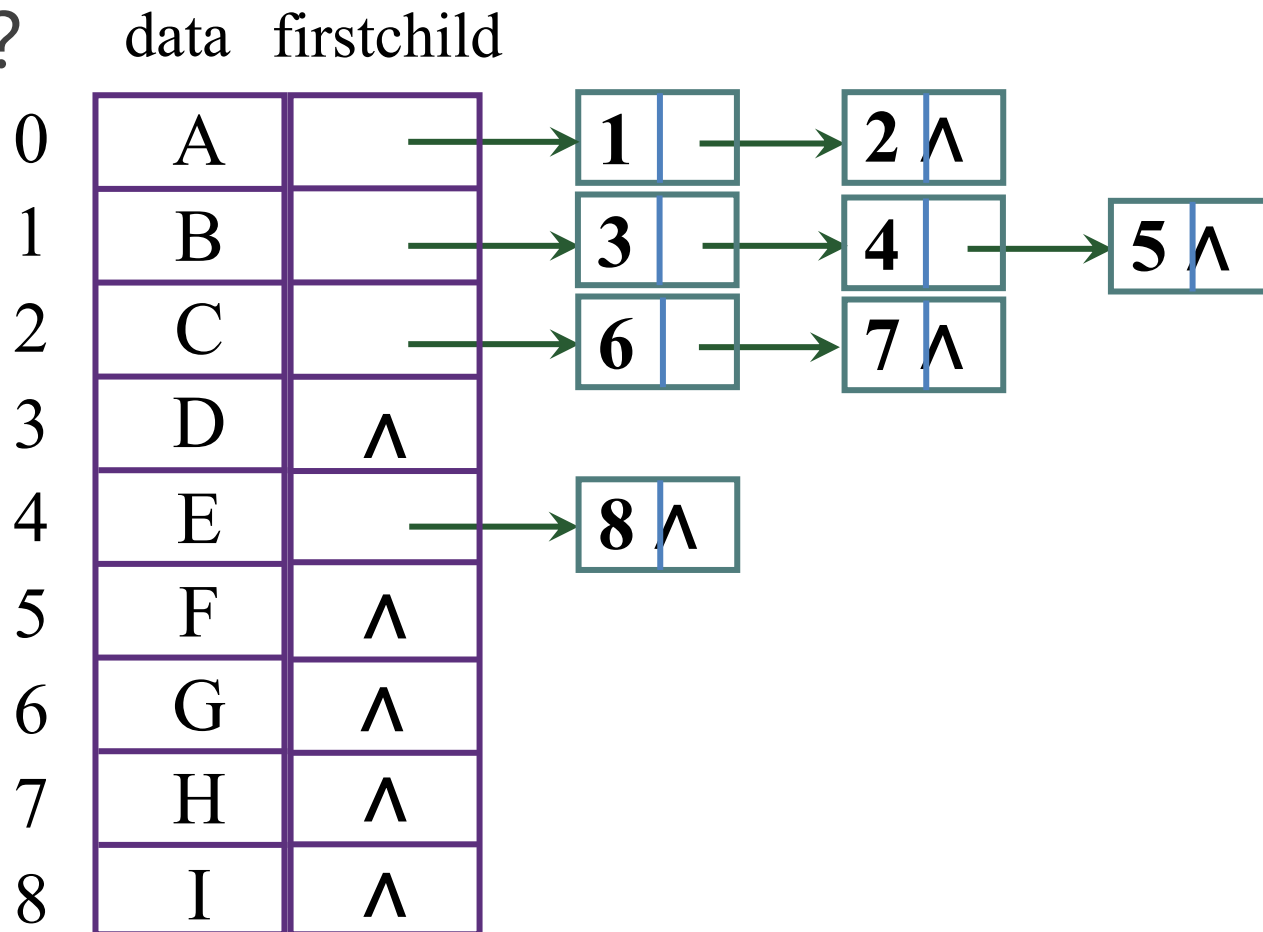 ? data firstchild
0 A 1 2 ∧
1 B 3 4 5 ∧
2 C 6 7 ∧
3 D ∧
4 E 8 ∧
5 F ∧
6 G ∧
7 H ∧
8 I ∧